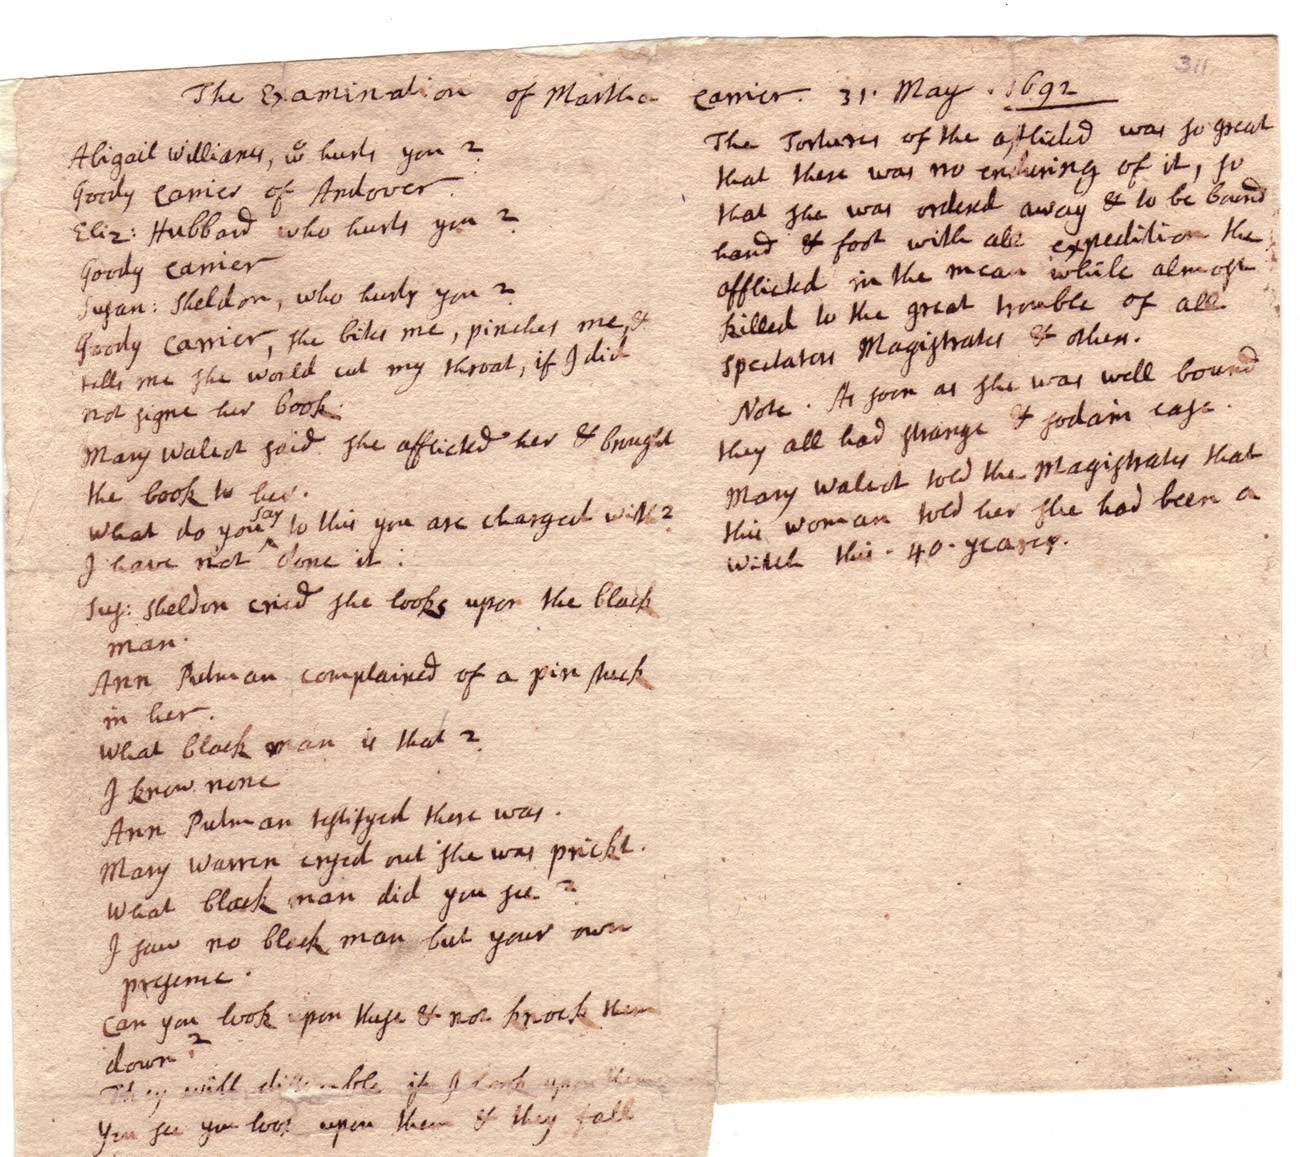 311
The Examination of Martha Carrier. 31. May. 1692
Abigail Williams, wo hurts you?
Goody Carrier of Andover.
Eliz: Hubbard who hurts you?
Goody Carrier
Susan: Sheldon, who hurts you?
Goody Carrier, she bites me, pinches me, &
tells me she would cut my throat, if I did
not signe her book.
Mary Walcot said she afflicted her & brought
the book to her.
What do you say to this you are charged with?
I have not done it:
Sus: Sheldon cried she looks upon the black
man.
Ann Putman complained of a pin stuck
in her.
What black man is that?
I know none
Ann Putman testifyed there was.
Mary Warren cryed out she was prickt.
What black man did you see?
I saw no black man but your own
presence.
Can you look upon these & not knock them
down?
They will dissemble if I look upon them
You see you look upon them & they fall
The Tortures of the afflicted was so great
that there was no enduring of it, so
that she was ordered away & to be bound
hand & foot with all expedition the
afflicted in the mean while almost
killed to the great trouble of all
Spectators Magistrates & others.
Note. As soon as she was well bound
they all had strange & sodain ease.
Mary Walcot told the Magistrates that
this woman told her she had been a
witch this. 40. yeares.